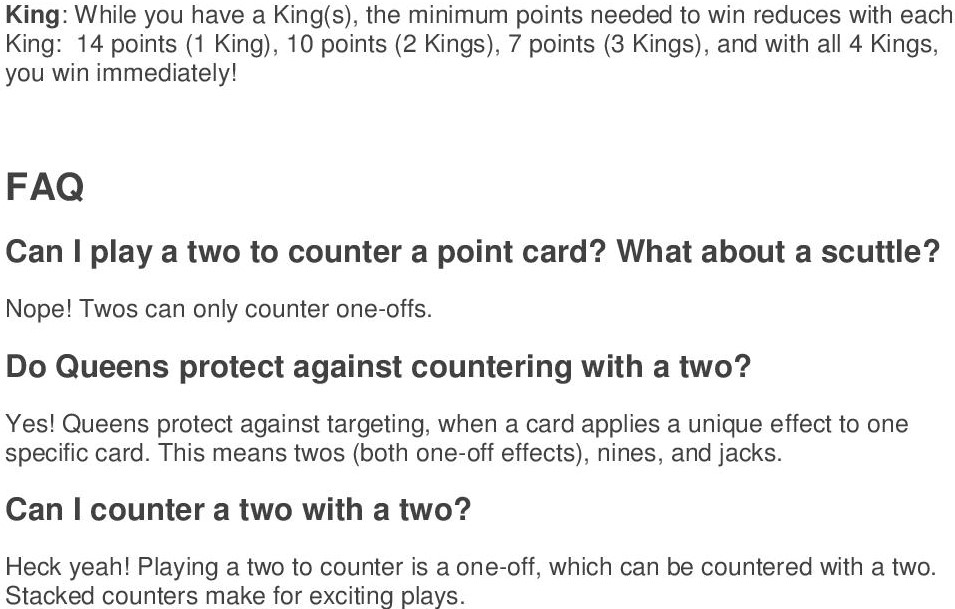 King: While you have a King(s), the minimum points needed to win reduces with each
King:  14 points (1 King), 10 points (2 Kings), 7 points (3 Kings), and with all 4 Kings,
you win immediately!
FAQ
Can I play a two to counter a point card? What about a scuttle?
Nope! Twos can only counter one-offs.
Do Queens protect against countering with a two?
Yes! Queens protect against targeting, when a card applies a unique effect to one
specific card. This means twos (both one-off effects), nines, and jacks.
Can I counter a two with a two?
Heck yeah! Playing a two to counter is a one-off, which can be countered with a two.
Stacked counters make for exciting plays.